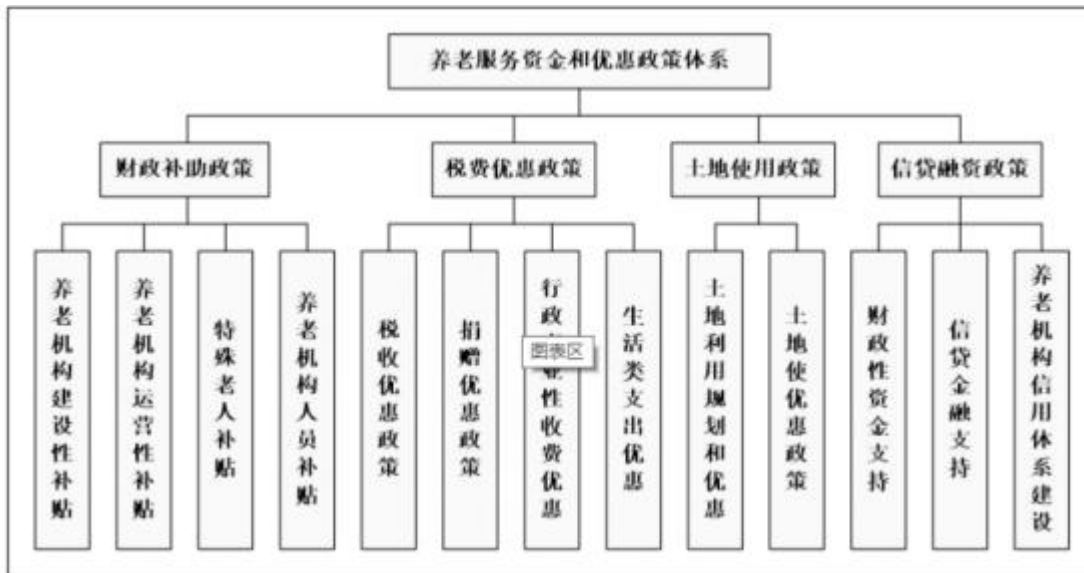 养老服务资金和优惠政策体系
财政补助政策
税费优惠政策
土地使用政策
信贷融资政策
养老机构建设性补贴
养老机构运营性补贴
特殊老人补贴
养老机构人员补贴
税收优惠政策
捐赠优惠政策
行政 业性收费优惠
生活类支出优惠
土地利用规划和优惠
土地使优惠政策
财政性资金支持
信贷金融支持
养老机构信用体系建设
图表区